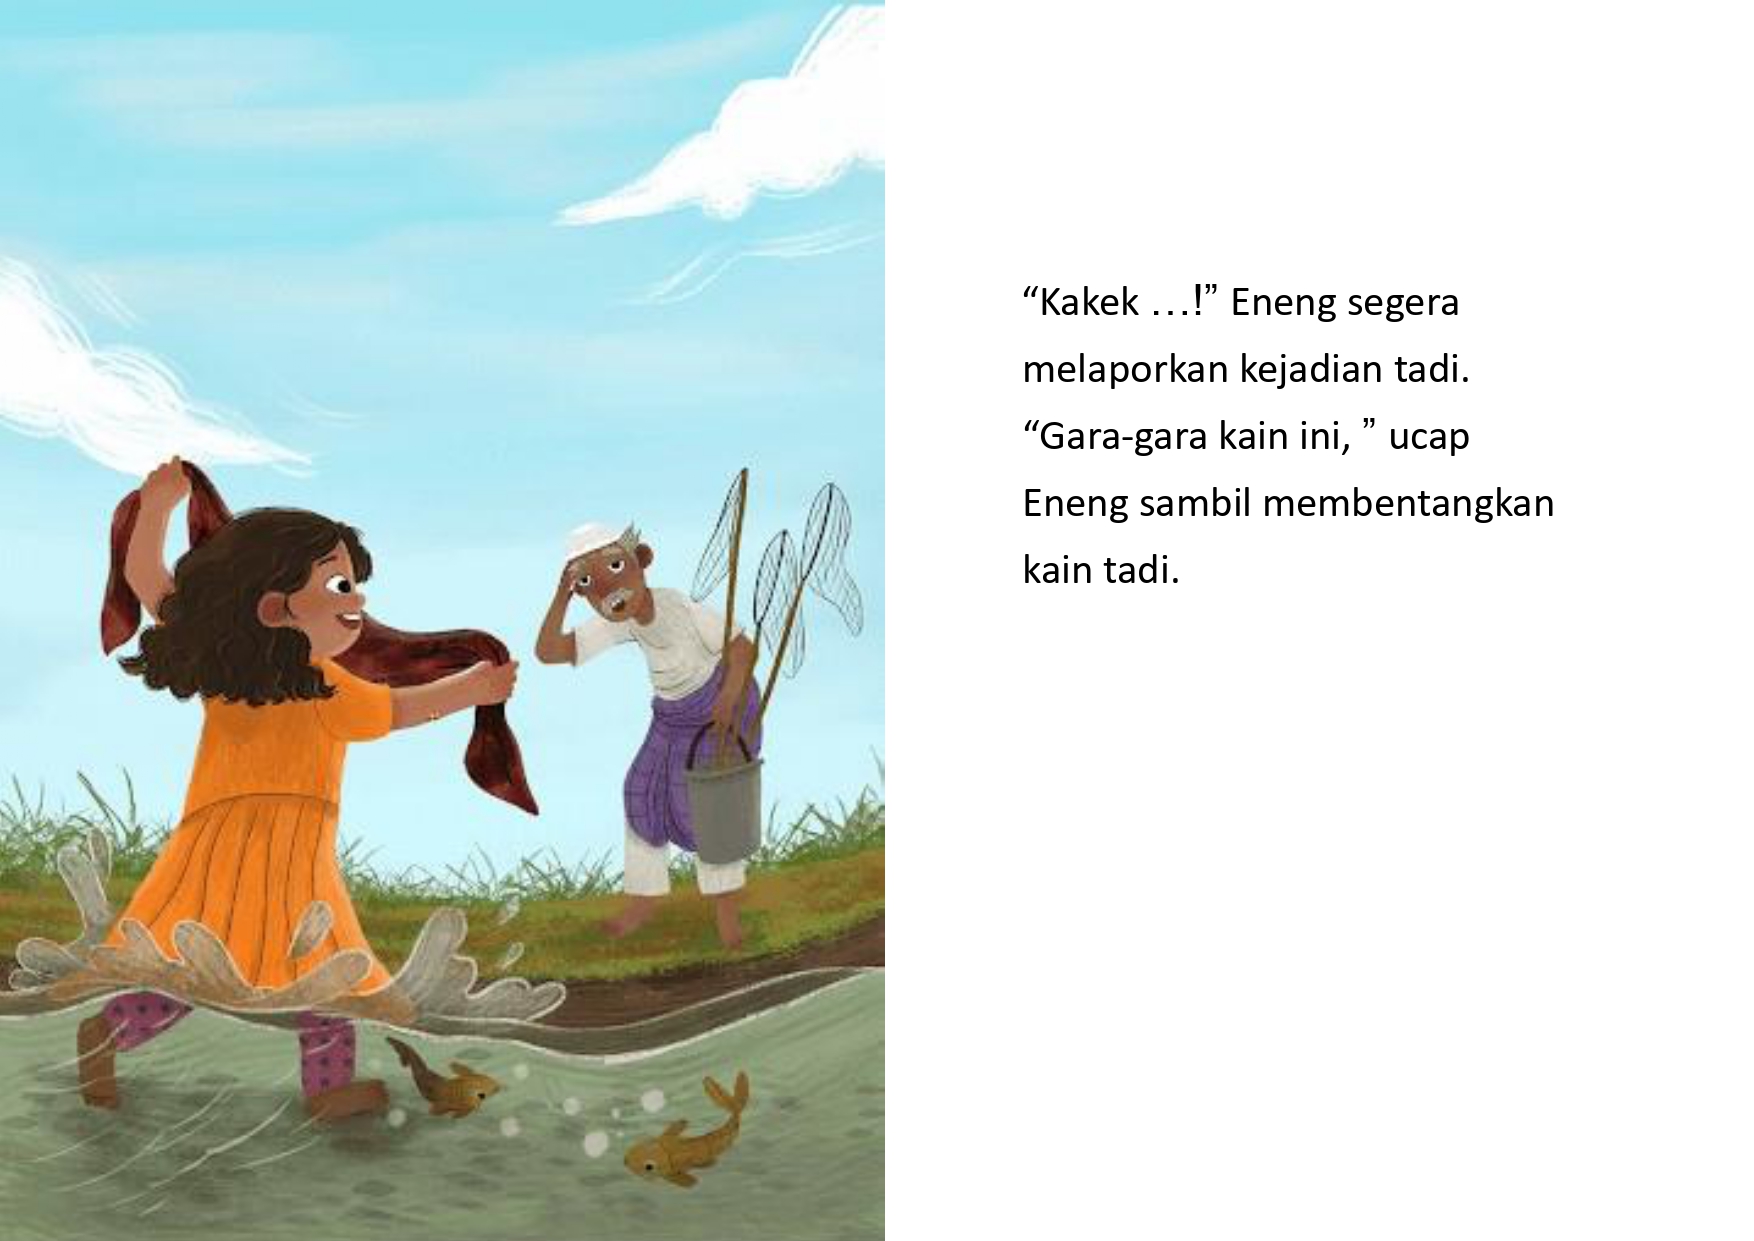 “Kakek …!” Eneng segera
melaporkan kejadian tadi.
“Gara-gara kain ini, ” ucap
Eneng sambil membentangkan
kain tadi.